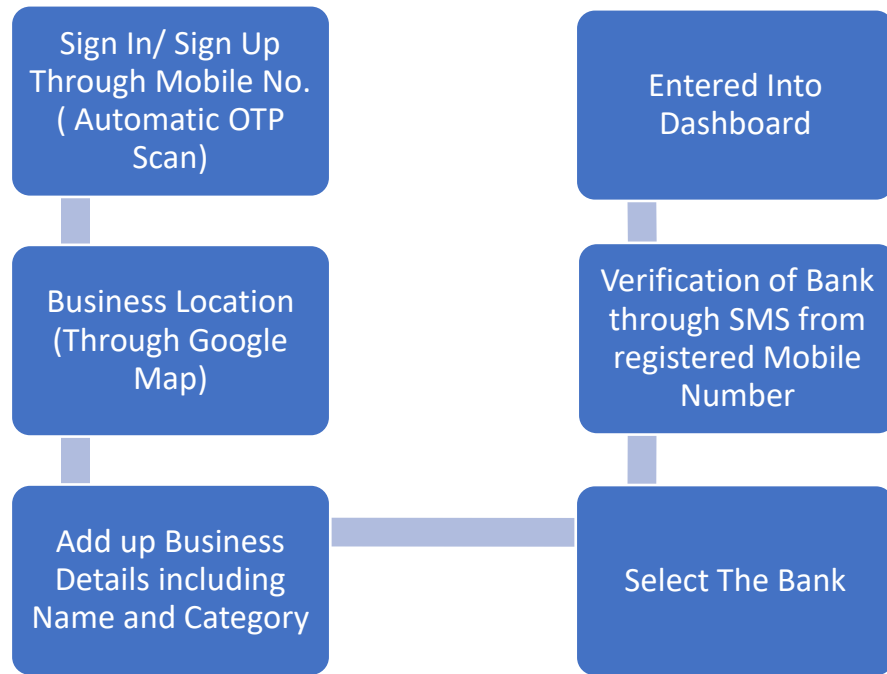 Sign In/ Sign Up
Through Mobile No.
( Automatic OTP
Scan)
Business Location
(Through Google
Map)
Add up Business
Details including
Name and Category
Select The Bank
Verification of Bank
through SMS from
registered Mobile
Number
Entered Into
Dashboard